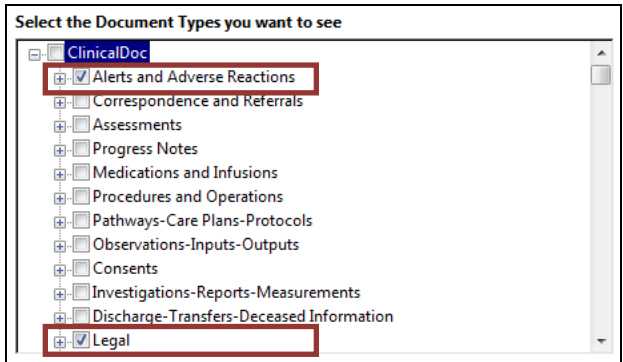 Select the Document Types you want to see
ClinicalDoc
Alerts and Adverse Reactions
Correspondence and Referrals
Assessments
Progress Notes
Medications and Infusions
Procedures and Operations
Pathways-Care Plans-Protocols
Observations-Inputs-Outputs
Consents
Investigations-Reports-Measurements
Discharge-Transfers-Deceased Information
Legal